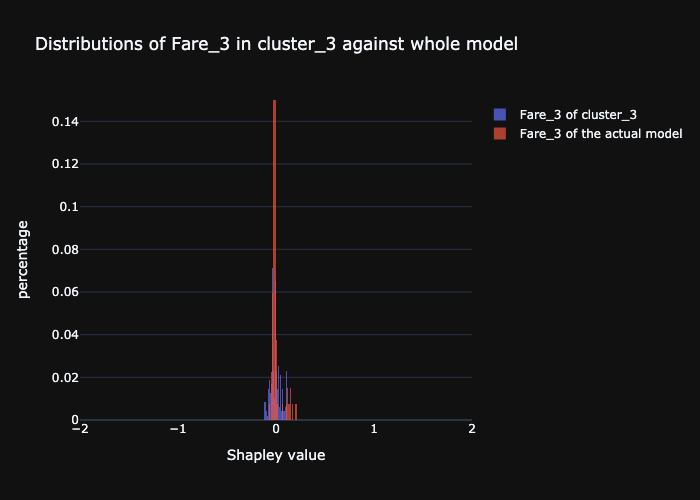 Distributions of Fare_3 in cluster_3 against whole model
Fare_3 of cluster_3
Fare_3 of the actual model
percentage
0.14
0.12
0.1
0.08
0.06
0.04
0.02
0
−2
−1
0
1
2
Shapley value